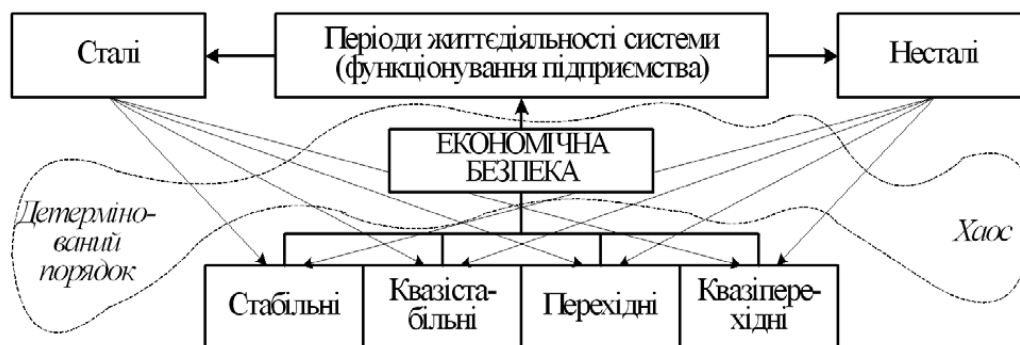 Сталі
Періоди життєдіяльності системи
(функціонування підприємства)
Несталі
ЕКОНОМІЧНА
БЕЗПЕКА
Детерміно-
ваний
порядок
Хаос
Стабільні
Квазіста-
більні
Перехідні
Квазіпере-
хідні